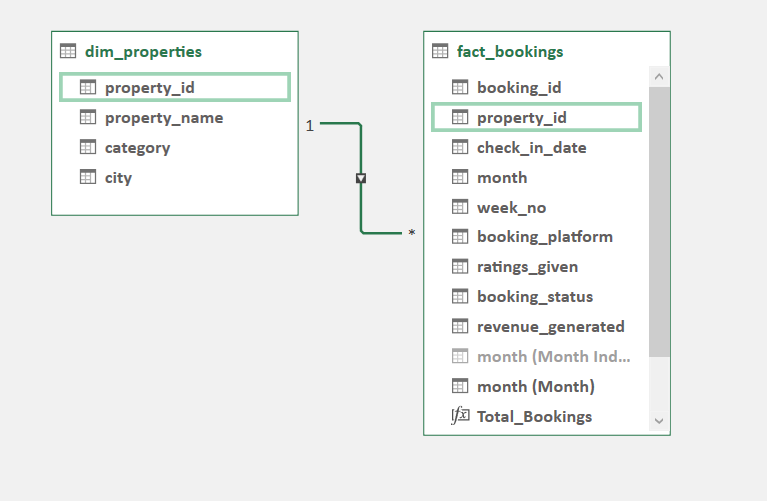 dim_properties
property_id
property_name
category
city
1
*
fact_bookings
booking_id
property_id
check_in_date
month
week_no
booking_platform
ratings_given
booking_status
revenue_generated
month (Month Ind...
month (Month)
fx Total_Bookings